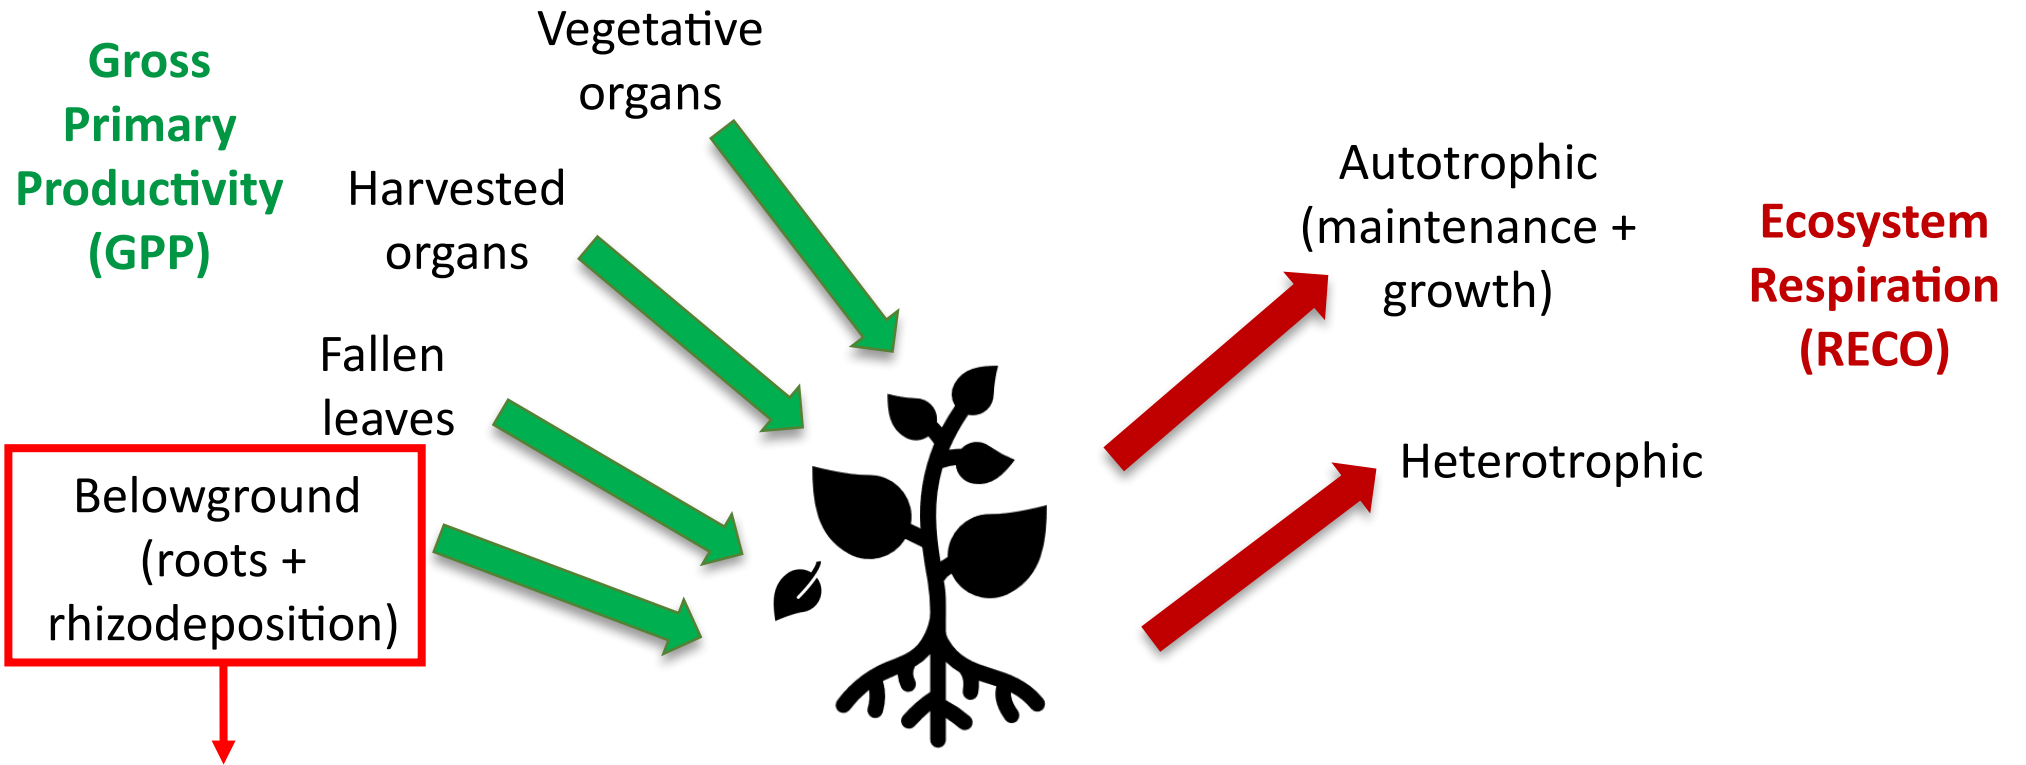 Gross
Primary
Productivity
(GPP)
Vegetative
organs
Harvested
organs
Fallen
leaves
Belowground
(roots +
rhizodeposition)
Autotrophic
(maintenance +
growth)
Heterotrophic
Ecosystem
Respiration
(RECO)